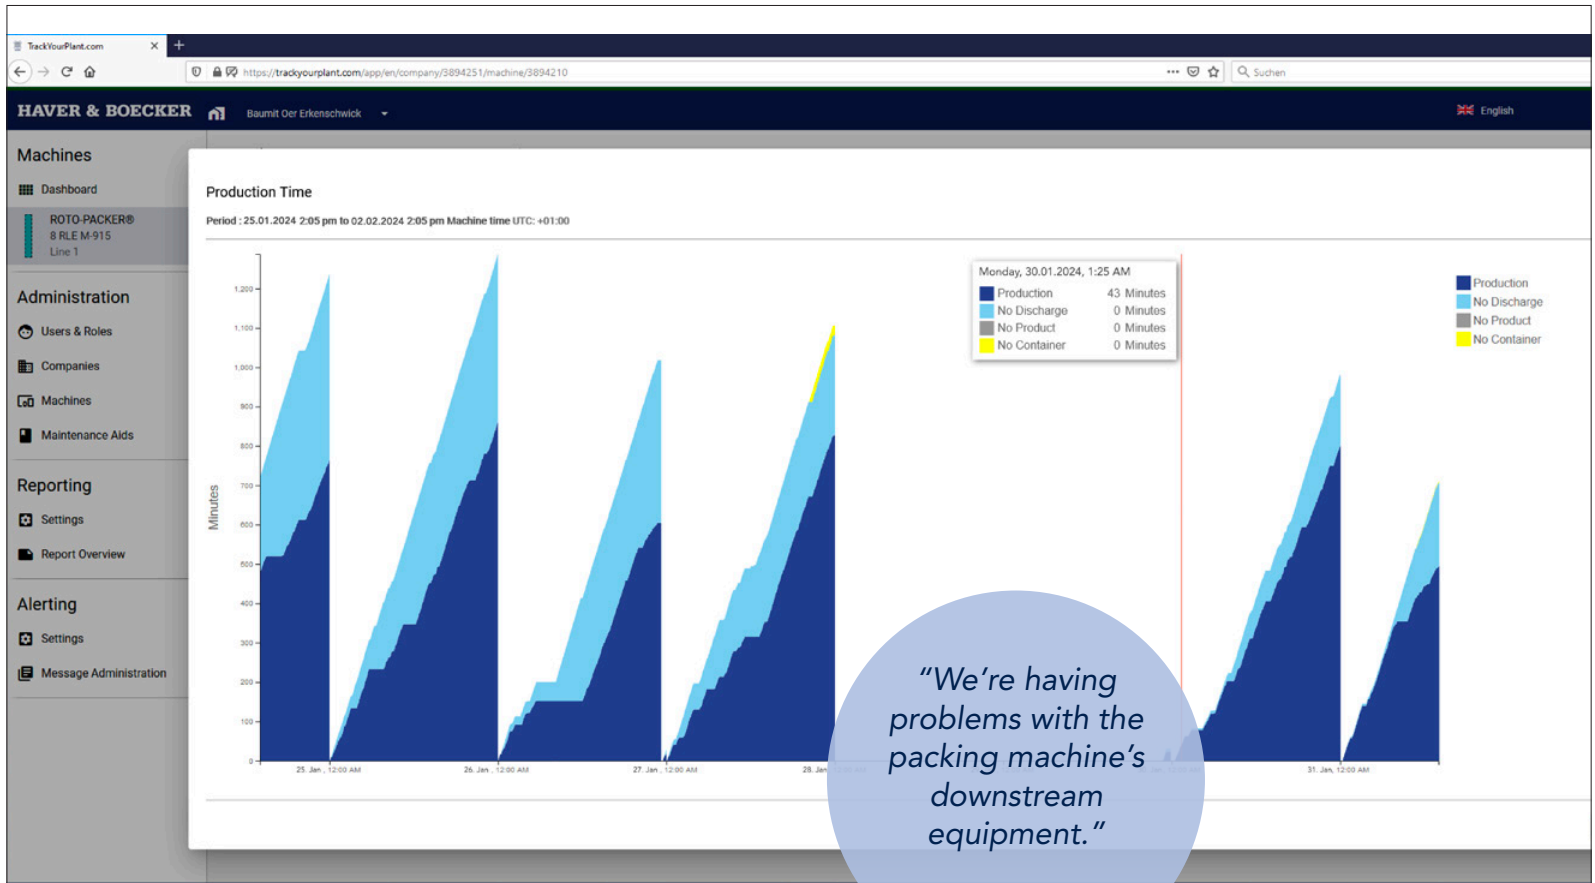 TrackYourPlant.com
https://trackyourplant.com/app/en/company/3894251/machine/3894210
Suchen
HAVER & BOECKER
Baumit Oer Erkenschwick
English
Machines
Dashboard
ROTO-PACKER®
8 RLE M-915
Line 1
Administration
Users & Roles
Companies
Machines
Maintenance Aids
Reporting
Settings
Report Overview
Alerting
Settings
Message Administration
Production Time
Period : 25.01.2024 2:05 pm to 02.02.2024 2:05 pm Machine time UTC: +01:00
Minutes
1,200
1,100
1,000
900
800
700
600
500
400
300
200
100
0
25. Jan , 12:00 AM
26. Jan , 12:00 AM
27. Jan , 12:00 AM
28. Jan
31. Jan, 12:00 AM
Monday, 30.01.2024, 1:25 AM
Production 43 Minutes
No Discharge 0 Minutes
No Product 0 Minutes
No Container 0 Minutes
Production
No Discharge
No Product
No Container
“We’re having
problems with the
packing machine’s
downstream
equipment.”